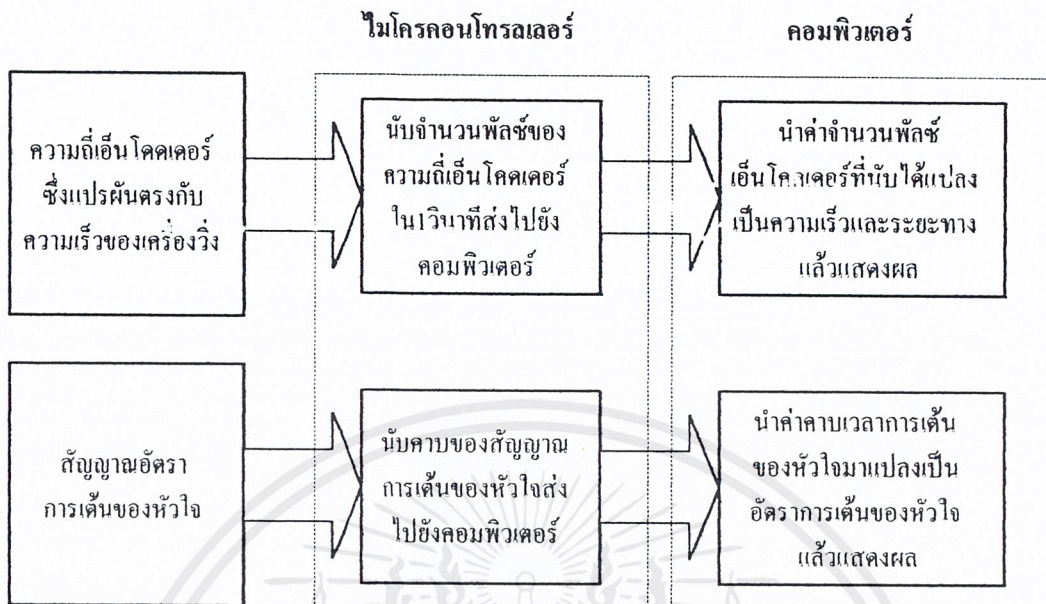 ไมโครคอนโทรลเลอร์
คอมพิวเตอร์
ความถี่เอ็นโคดเดอร์
ซึ่งแปรผันตรงกับ
ความเร็วของเครื่องวิ่ง
นับจำนวนพัลซ์ของ
ความถี่เอ็นโคดเดอร์
ใน1วินาทีส่งไปยัง
คอมพิวเตอร์
นำค่าจำนวนพัลซ์
เอ็นโคดเดอร์ที่นับได้แปลง
เป็นความเร็วและระยะทาง
แล้วแสดงผล
สัญญาณอัตรา
การเต้นของหัวใจ
นับคาบของสัญญาณ
การเต้นของหัวใจส่ง
ไปยังคอมพิวเตอร์
นำค่าคาบเวลาการเต้น
ของหัวใจมาแปลงเป็น
อัตราการเต้นของหัวใจ
แล้วแสดงผล